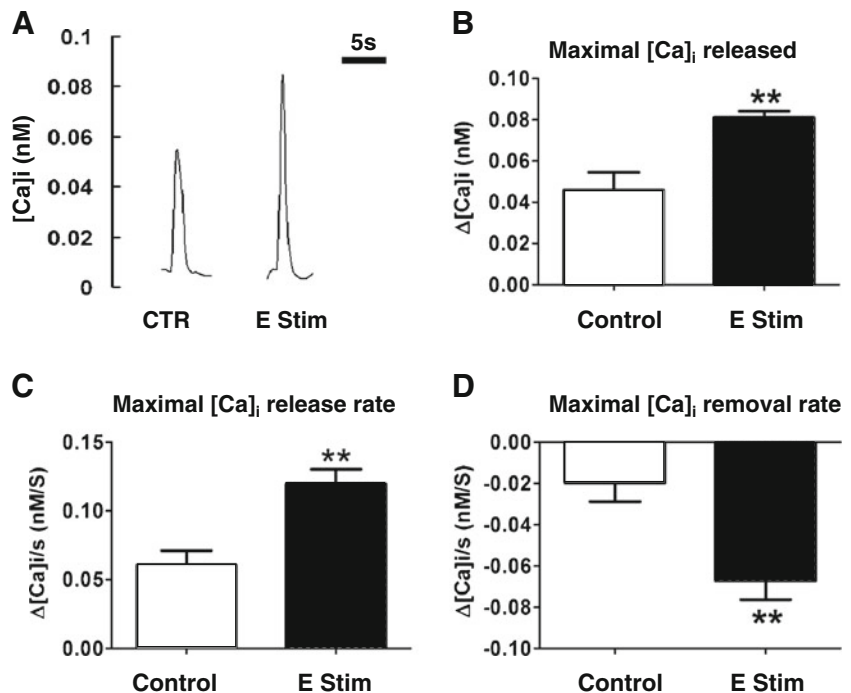 A
[Ca]i (nM)
0.1
0.08
0.06
0.04
0.02
0
5s
CTR
E Stim
B
Maximal [Ca]i released
Δ[Ca]i (nM)
0.10
0.08
0.06
0.04
0.02
0.00
**
Control
E Stim
C
Maximal [Ca]i release rate
Δ[Ca]i/s (nM/S)
0.15
0.10
0.05
0.00
**
Control
E Stim
D
Maximal [Ca]i removal rate
Δ[Ca]i/s (nM/S)
0.00
-0.02
-0.04
-0.06
-0.08
-0.10
**
Control
E Stim